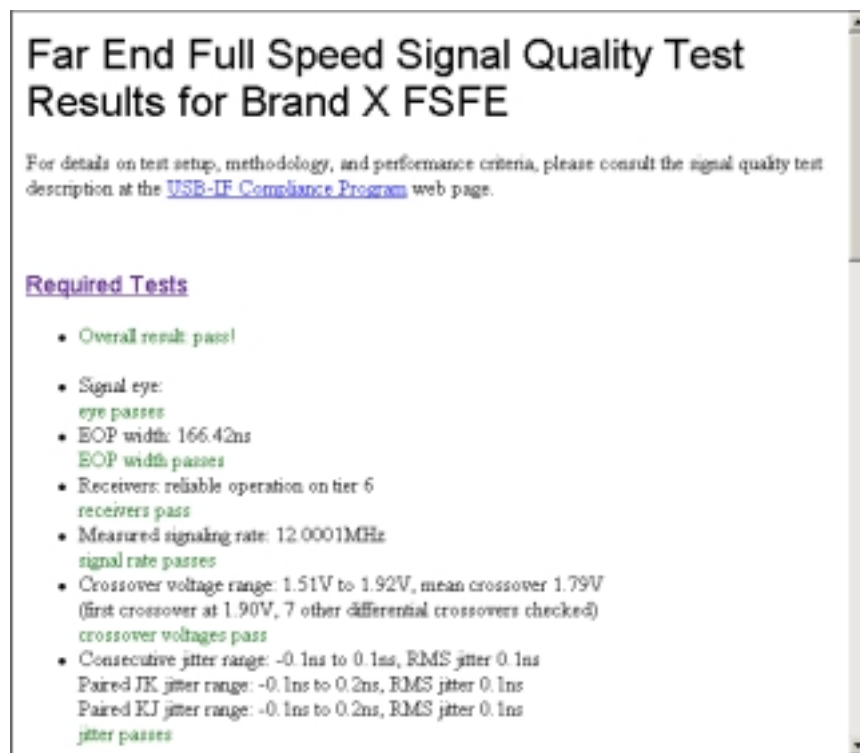 Far End Full Speed Signal Quality Test
Results for Brand X FSFE
For details on test setup, methodology, and performance criteria, please consult the signal quality test
description at the USB-IF Compliance Program web page.
Required Tests
• Overall result: pass!
• Signal eye:
eye passes
• EOP width: 166.42ns
EOP width passes
• Receivers: reliable operation on tier 6
receivers pass
• Measured signaling rate: 12.0001MHz
signal rate passes
• Crossover voltage range: 1.51V to 1.92V, mean crossover 1.79V
(first crossover at 1.90V, 7 other differential crossovers checked)
crossover voltages pass
• Consecutive jitter range: -0.1ns to 0.1ns, RMS jitter 0.1ns
Paired JK jitter range: -0.1ns to 0.2ns, RMS jitter 0.1ns
Paired KJ jitter range: -0.1ns to 0.2ns, RMS jitter 0.1ns
jitter passes